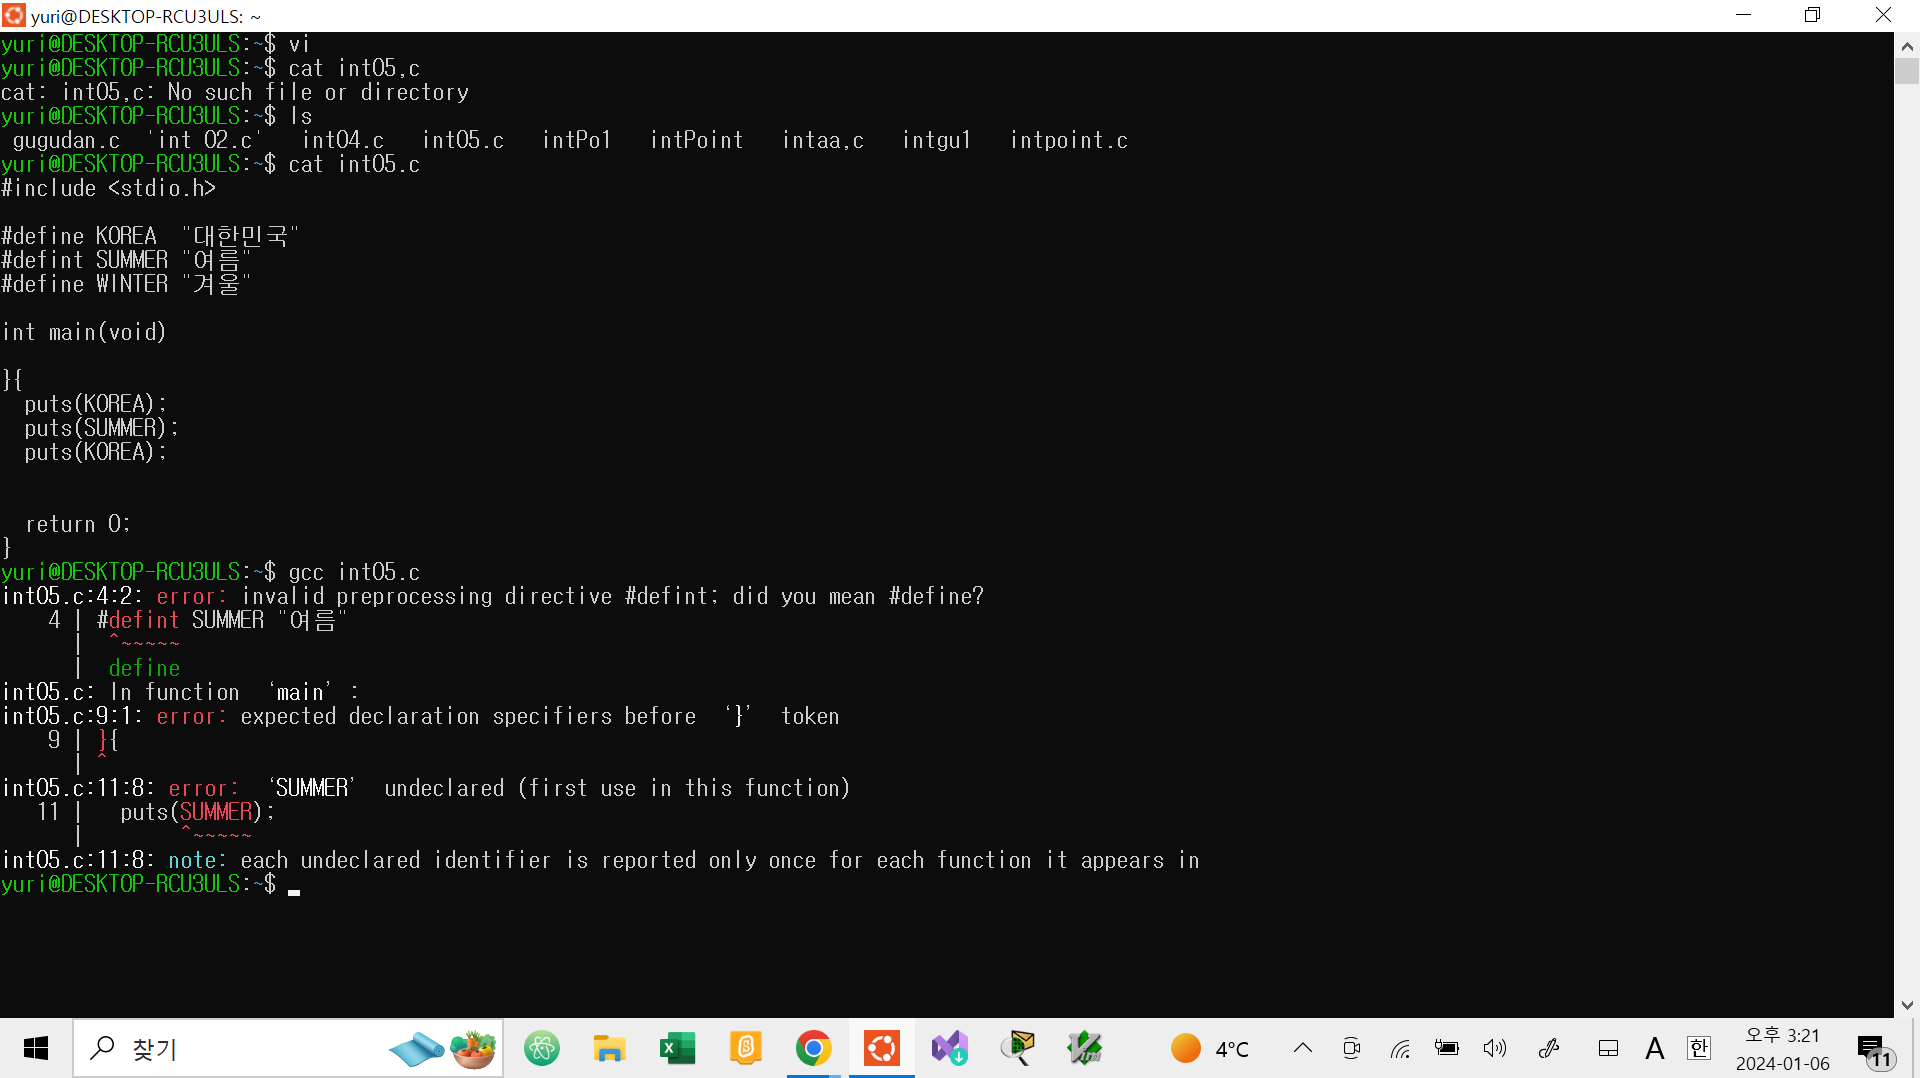 yuri@DESKTOP-RCU3ULS: ~
yuri@DESKTOP-RCU3ULS:~$ vi
yuri@DESKTOP-RCU3ULS:~$ cat int05,c
cat: int05,c: No such file or directory
yuri@DESKTOP-RCU3ULS:~$ ls
gugudan.c  'int 02.c'   int04.c   int05.c   intPo1   intPoint   intaa,c   intgu1   intpoint.c
yuri@DESKTOP-RCU3ULS:~$ cat int05.c
#include <stdio.h>
#define KOREA  "대한민국"
#defint SUMMER "여름"
#define WINTER "겨울"
int main(void)
}{
  puts(KOREA);
  puts(SUMMER);
  puts(KOREA);
  return 0;
}
yuri@DESKTOP-RCU3ULS:~$ gcc int05.c
int05.c:4:2: error: invalid preprocessing directive #defint; did you mean #define?
    4 | #defint SUMMER "여름"
      |  ^~~~~~
      |  define
int05.c: In function ‘main’:
int05.c:9:1: error: expected declaration specifiers before ‘}’ token
    9 | }{
      | ^
int05.c:11:8: error: ‘SUMMER’ undeclared (first use in this function)
   11 |   puts(SUMMER);
      |        ^~~~~~
int05.c:11:8: note: each undeclared identifier is reported only once for each function it appears in
yuri@DESKTOP-RCU3ULS:~$
찾기
4°C
A
한
오후 3:21
2024-01-06
11